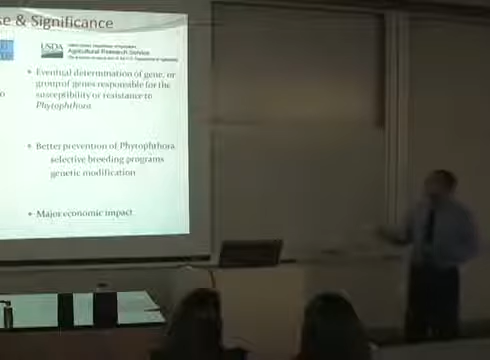 se & Significance
USDA
Agricultural Research Service
• Eventual determination of gene, or
group of genes responsible for the
susceptibility or resistance to
Phytophthora
• Better prevention of Phytophthora
selective breeding programs
genetic modification
• Major economic impact